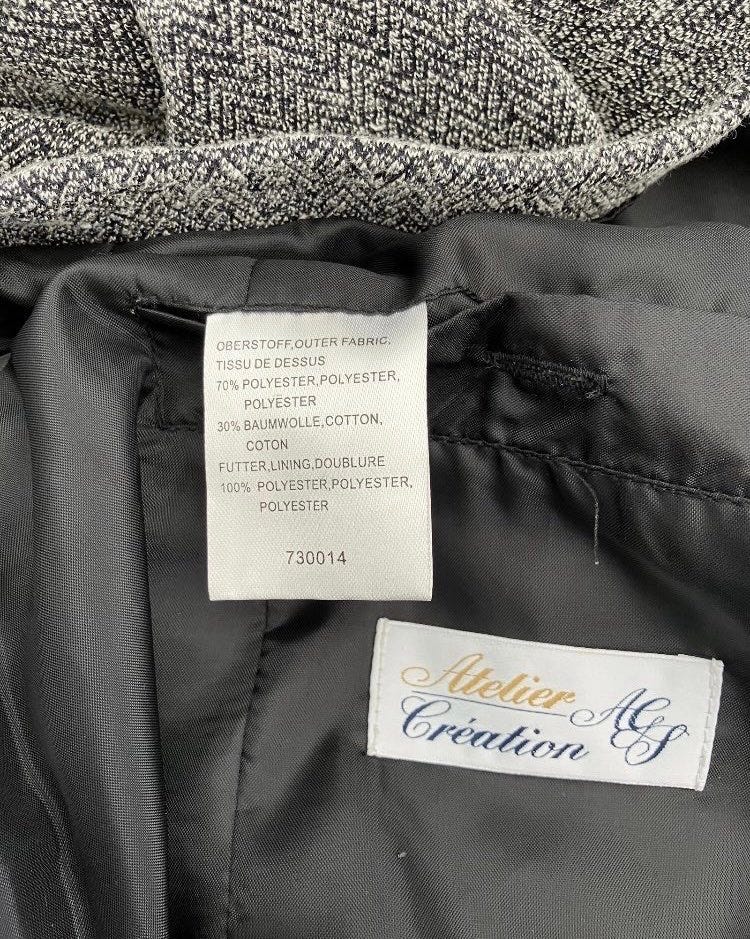 OBERSTOFF,OUTER FABRIC,
TISSU DE DESSUS
70% POLYESTER,POLYESTER,
POLYESTER
30% BAUMWOLLE,COTTON,
COTON
FUTTER,LINING,DOUBLURE
100% POLYESTER,POLYESTER,
POLYESTER
730014
Atelier
Création
ACS